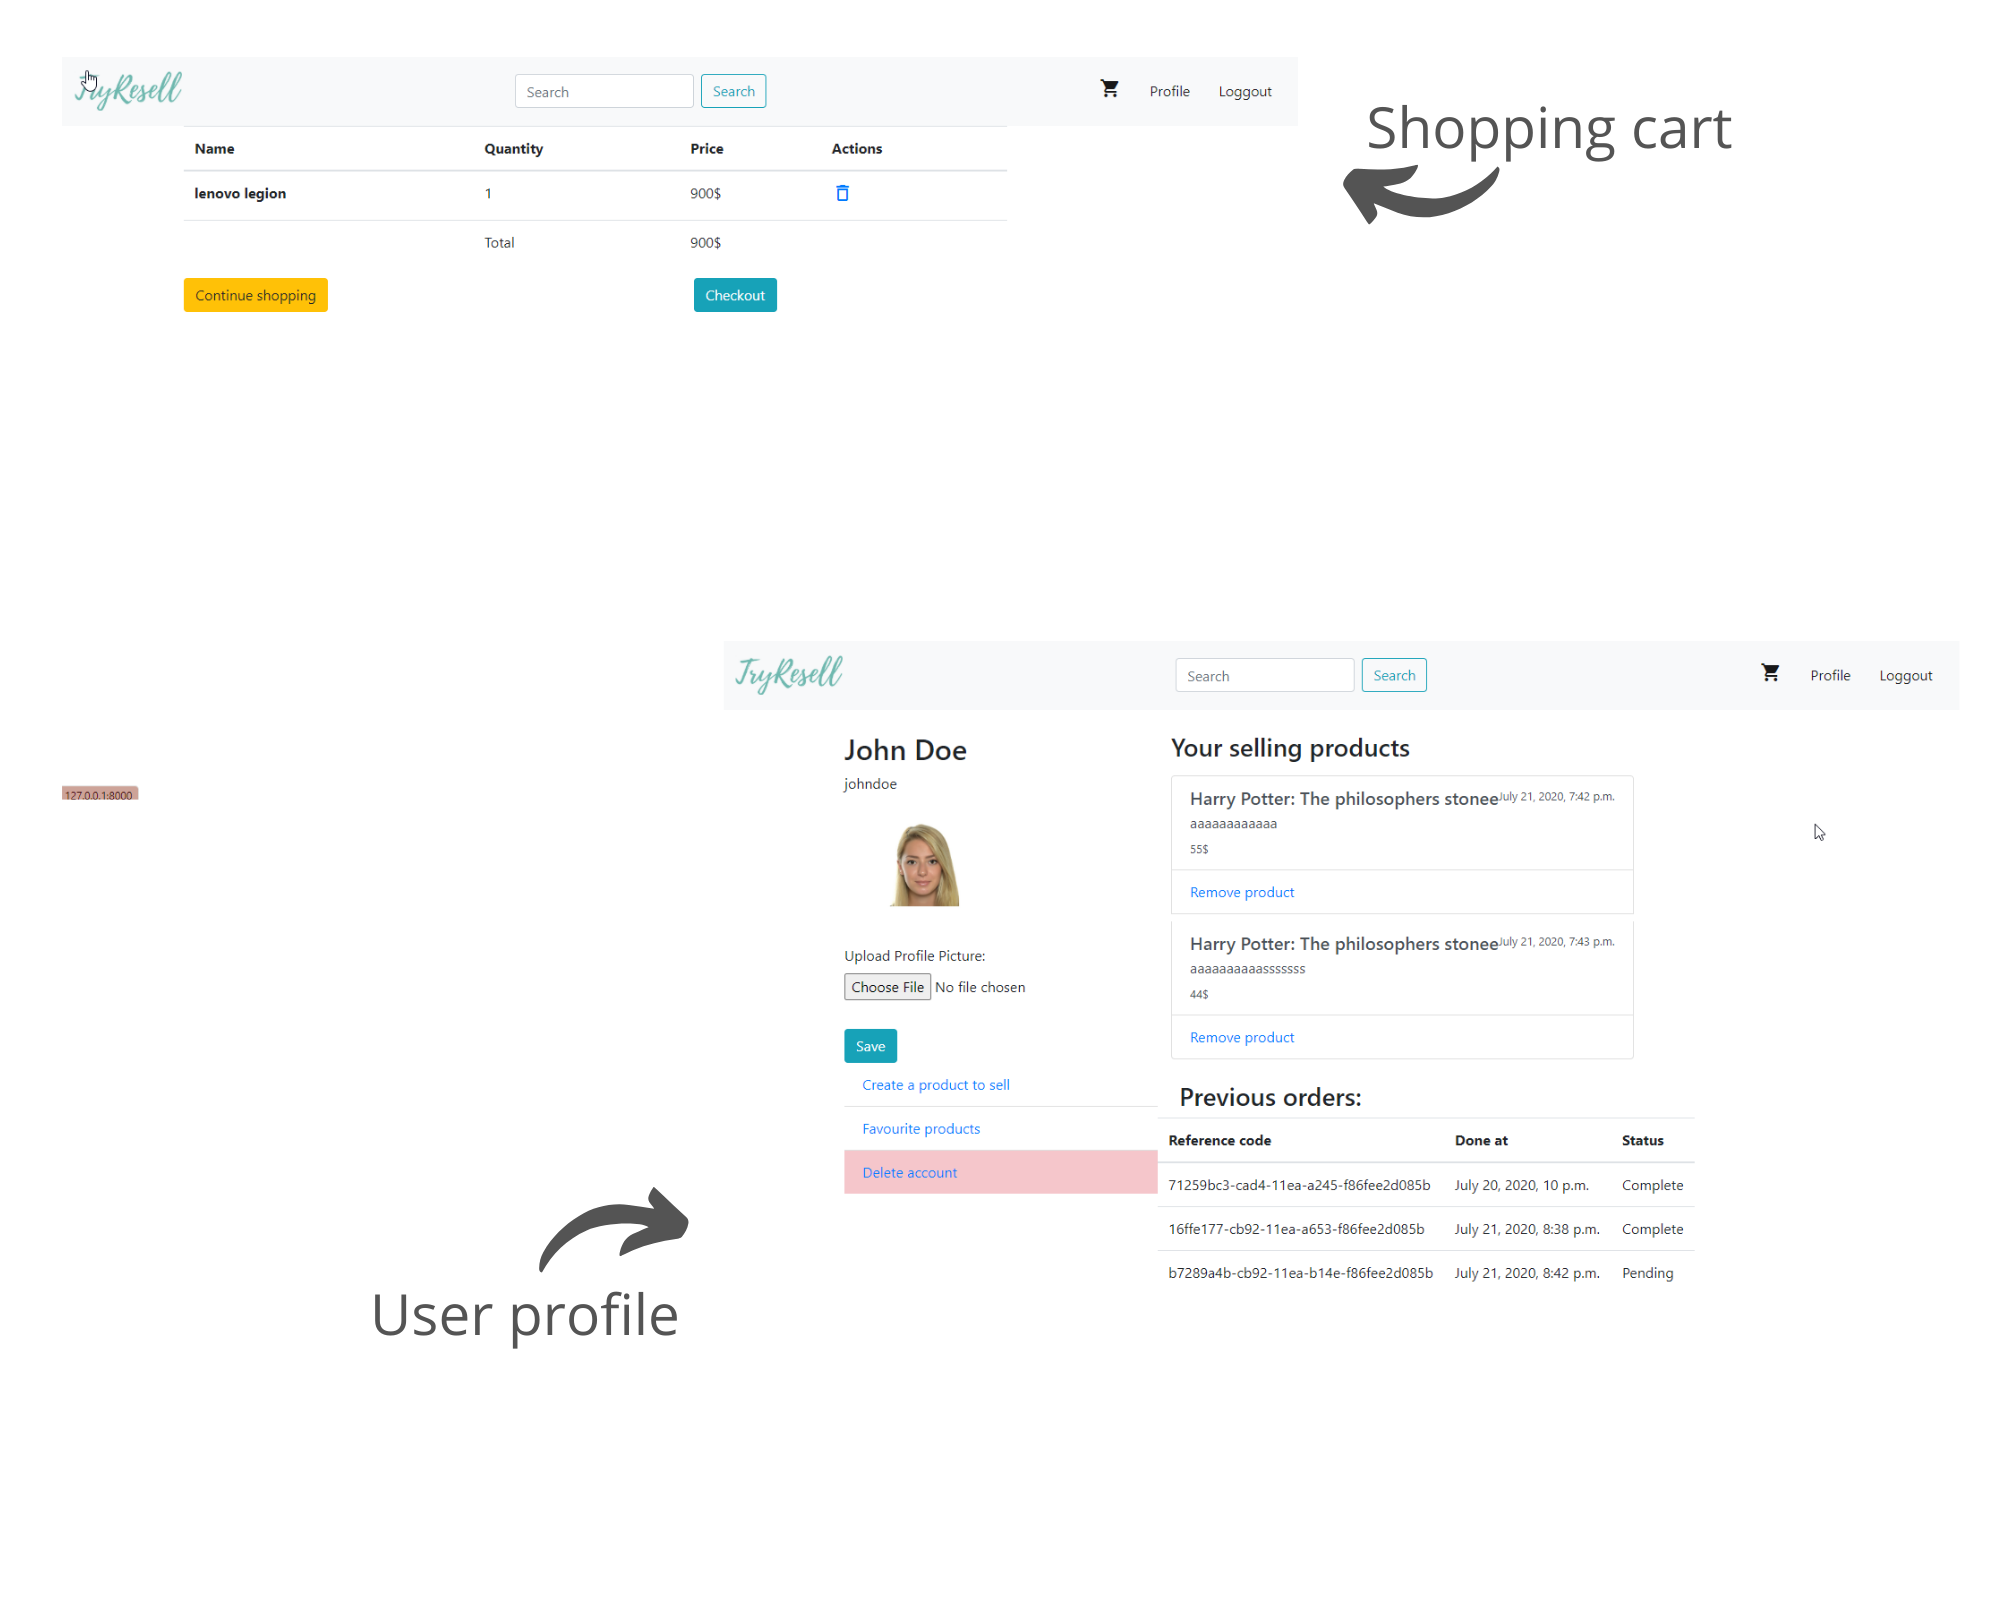 TryResell Search Search Profile Loggout
Shopping cart
Name Quantity Price Actions
lenovo legion 1 900$
Total 900$
Continue shopping Checkout
127.0.0.1:8000
TryResell Search Search Profile Loggout
John Doe
johndoe
Upload Profile Picture:
Choose File No file chosen
Save
Create a product to sell
Favourite products
Delete account
Your selling products
Harry Potter: The philosophers stonee July 21, 2020, 7:42 p.m.
aaaaaaaaaaaa
55$
Remove product
Harry Potter: The philosophers stonee July 21, 2020, 7:43 p.m.
aaaaaaaaaasssssss
44$
Remove product
Previous orders:
Reference code Done at Status
71259bc3-cad4-11ea-a245-f86fee2d085b July 20, 2020, 10 p.m. Complete
16ffe177-cb92-11ea-a653-f86fee2d085b July 21, 2020, 8:38 p.m. Complete
b7289a4b-cb92-11ea-b14e-f86fee2d085b July 21, 2020, 8:42 p.m. Pending
User profile